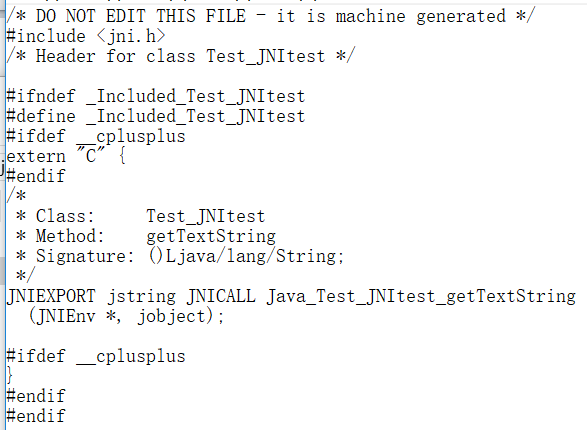 /* DO NOT EDIT THIS FILE - it is machine generated */
#include <jni.h>
/* Header for class Test_JNItest */

#ifndef _Included_Test_JNItest
#define _Included_Test_JNItest
#ifdef __cplusplus
extern "C" {
#endif
/*
 * Class:     Test_JNItest
 * Method:    getTextString
 * Signature: ()Ljava/lang/String;
 */
JNIEXPORT jstring JNICALL Java_Test_JNItest_getTextString
  (JNIEnv *, jobject);

#ifdef __cplusplus
}
#endif
#endif